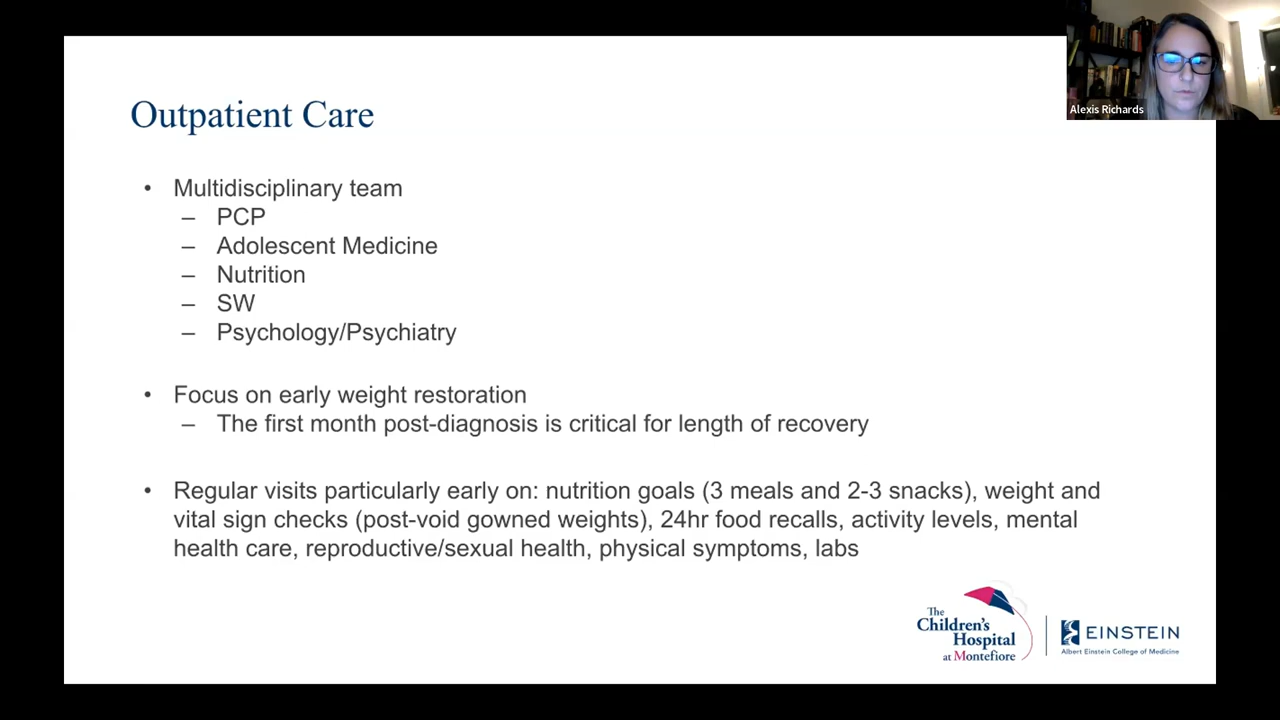 Alexis Richards
Outpatient Care
• Multidisciplinary team
– PCP
– Adolescent Medicine
– Nutrition
– SW
– Psychology/Psychiatry
• Focus on early weight restoration
– The first month post-diagnosis is critical for length of recovery
• Regular visits particularly early on: nutrition goals (3 meals and 2-3 snacks), weight and
vital sign checks (post-void gowned weights), 24hr food recalls, activity levels, mental
health care, reproductive/sexual health, physical symptoms, labs
The
Children's
Hospital
at Montefiore
EINSTEIN
Albert Einstein College of Medicine